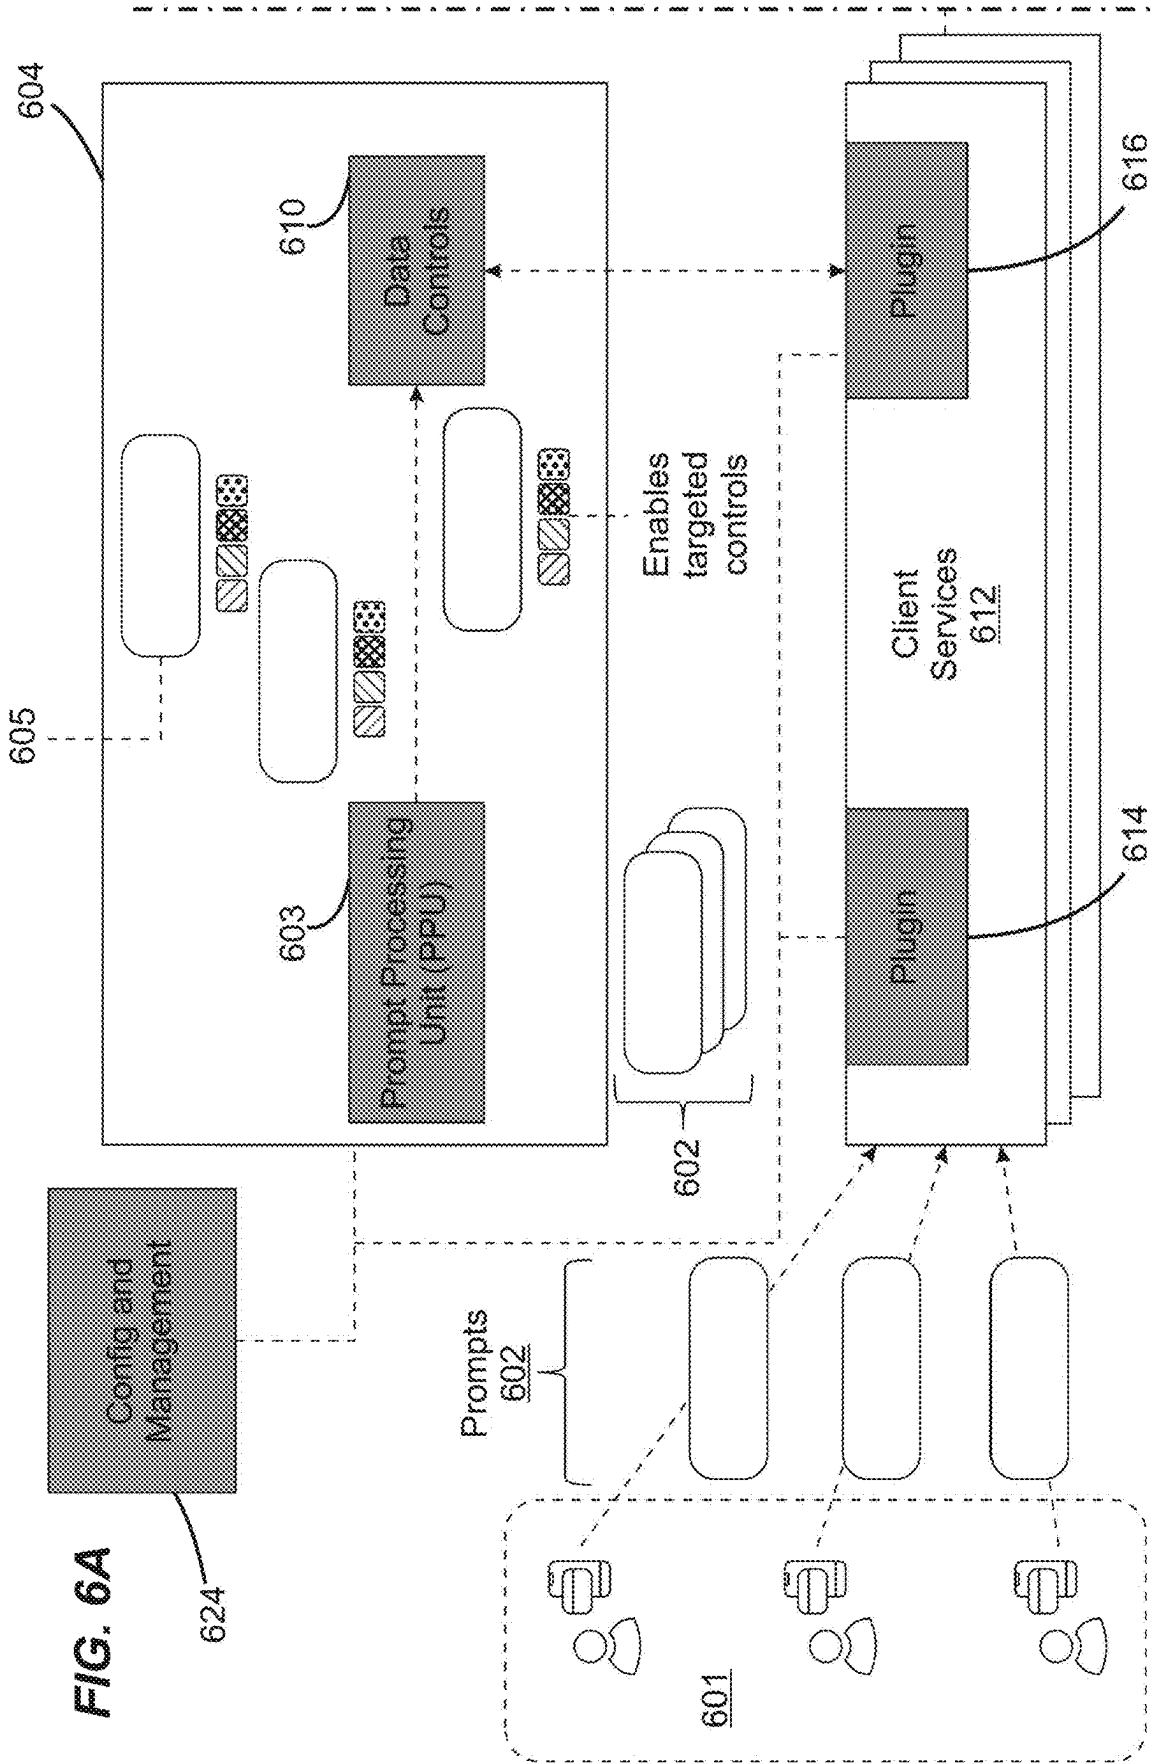 FIG. 6A
624
Config and
Management
604
605
603
Prompt Processing
Unit (PPU)
610
Data
Controls
Enables
targeted
controls
602
Prompts
602
601
Plugin
614
Client
Services
612
Plugin
616